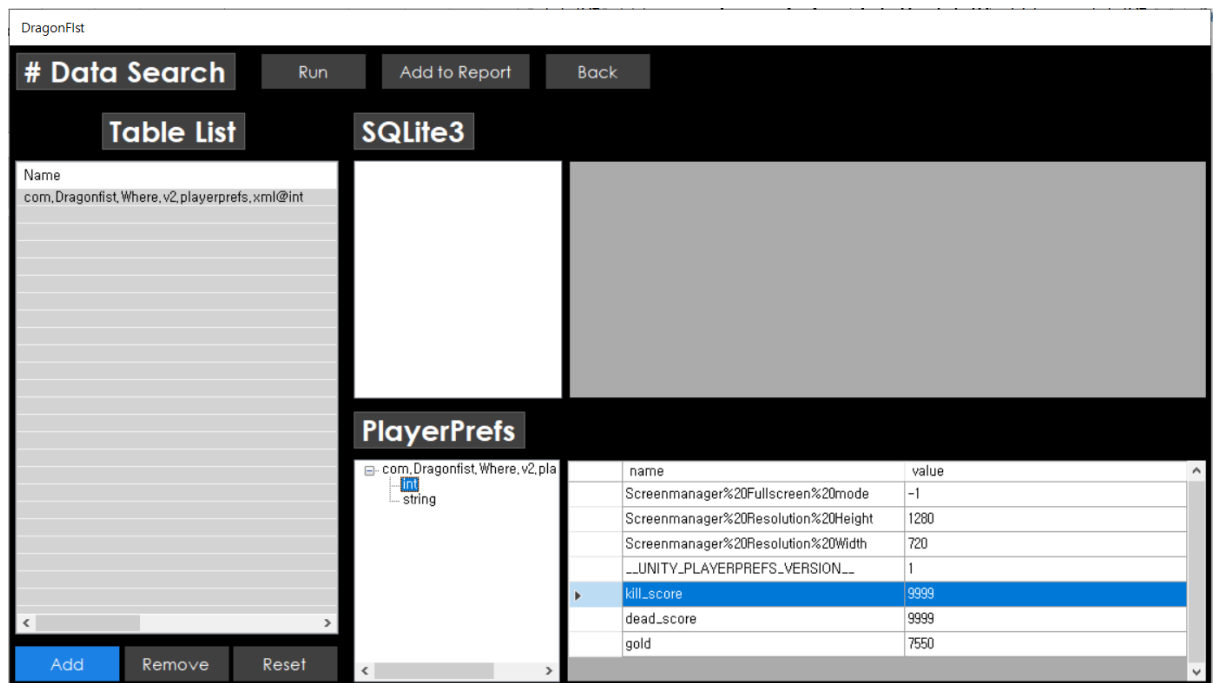 DragonFIst
# Data Search Run Add to Report Back
Table List
SQLite3
Name
com,Dragonfist,Where,v2,playerprefs,xml@int
PlayerPrefs
com,Dragonfist,Where,v2,pla
int
string
name value
Screenmanager%20Fullscreen%20mode -1
Screenmanager%20Resolution%20Height 1280
Screenmanager%20Resolution%20Width 720
__UNITY_PLAYERPREFS_VERSION__ 1
kill_score 9999
dead_score 9999
gold 7550
Add Remove Reset